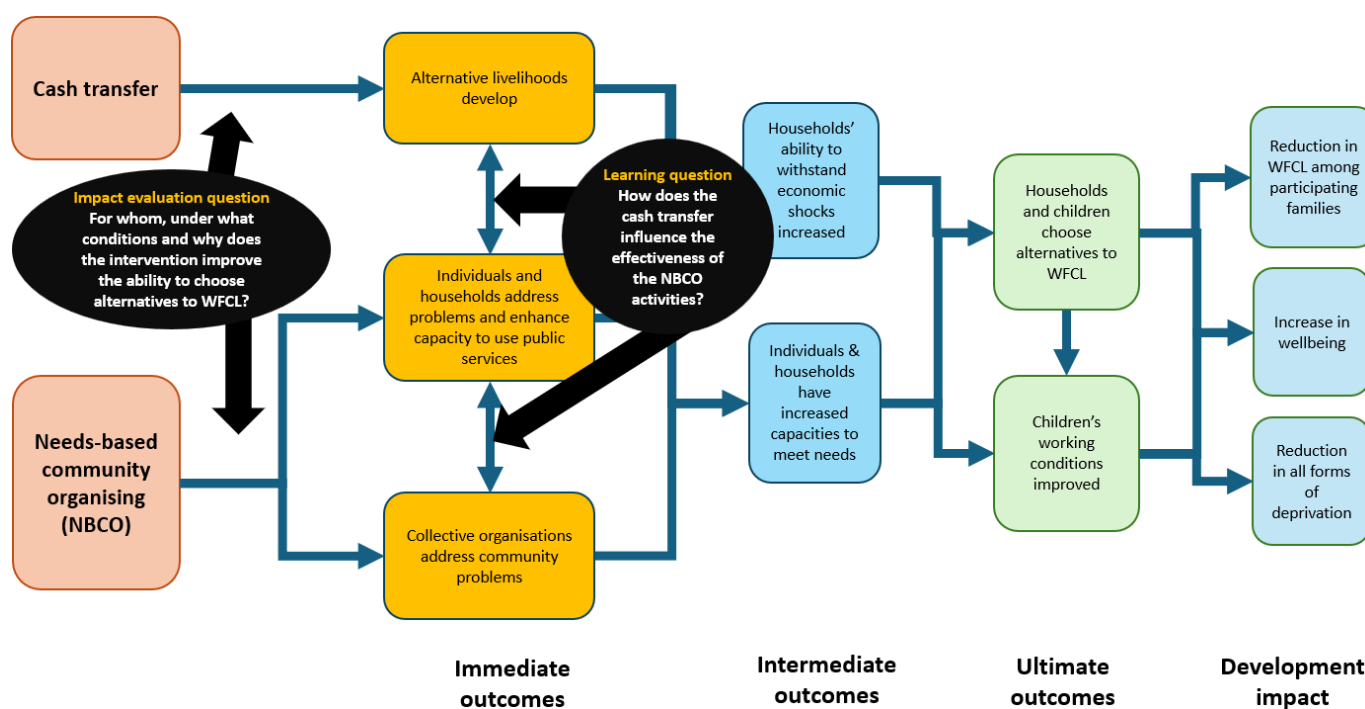 Cash transfer
Alternative livelihoods
develop
Households'
ability to
withstand
economic
shocks
increased
Reduction in
WFCL among
participating
families
Households
and children
choose
alternatives to
WFCL
Impact evaluation question
For whom, under what
conditions and why does
the intervention improve
the ability to choose
alternatives to WFCL?
Learning question
How does the
cash transfer
influence the
effectiveness of
the NBCO
activities?
Individuals and
households address
problems and enhance
capacity to use public
services
Increase in
wellbeing
Individuals &
households
have
increased
capacities to
meet needs
Needs-based
community
organising
(NBCO)
Children's
working
conditions
improved
Reduction
in all forms
of
deprivation
Collective organisations
address community
problems
Immediate
outcomes
Intermediate
outcomes
Ultimate
outcomes
Development
impact